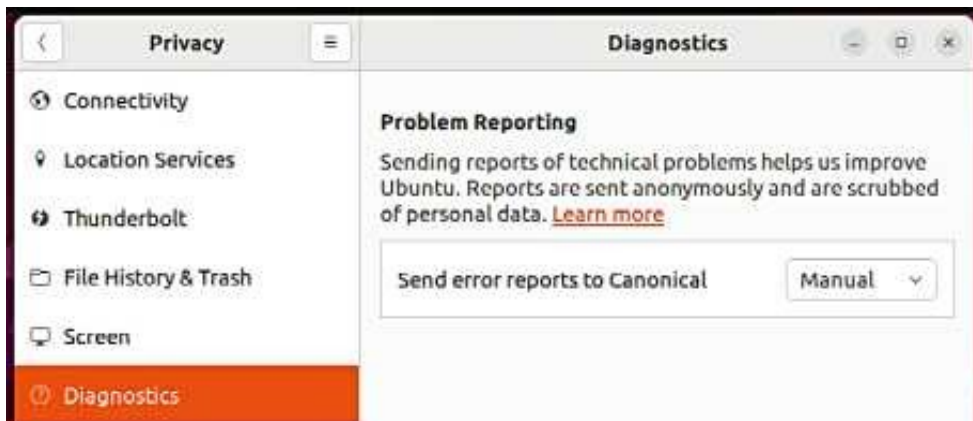 Privacy
Diagnostics
Connectivity
Location Services
Thunderbolt
File History & Trash
Screen
Diagnostics
Problem Reporting
Sending reports of technical problems helps us improve
Ubuntu. Reports are sent anonymously and are scrubbed
of personal data. Learn more
Send error reports to Canonical
Manual